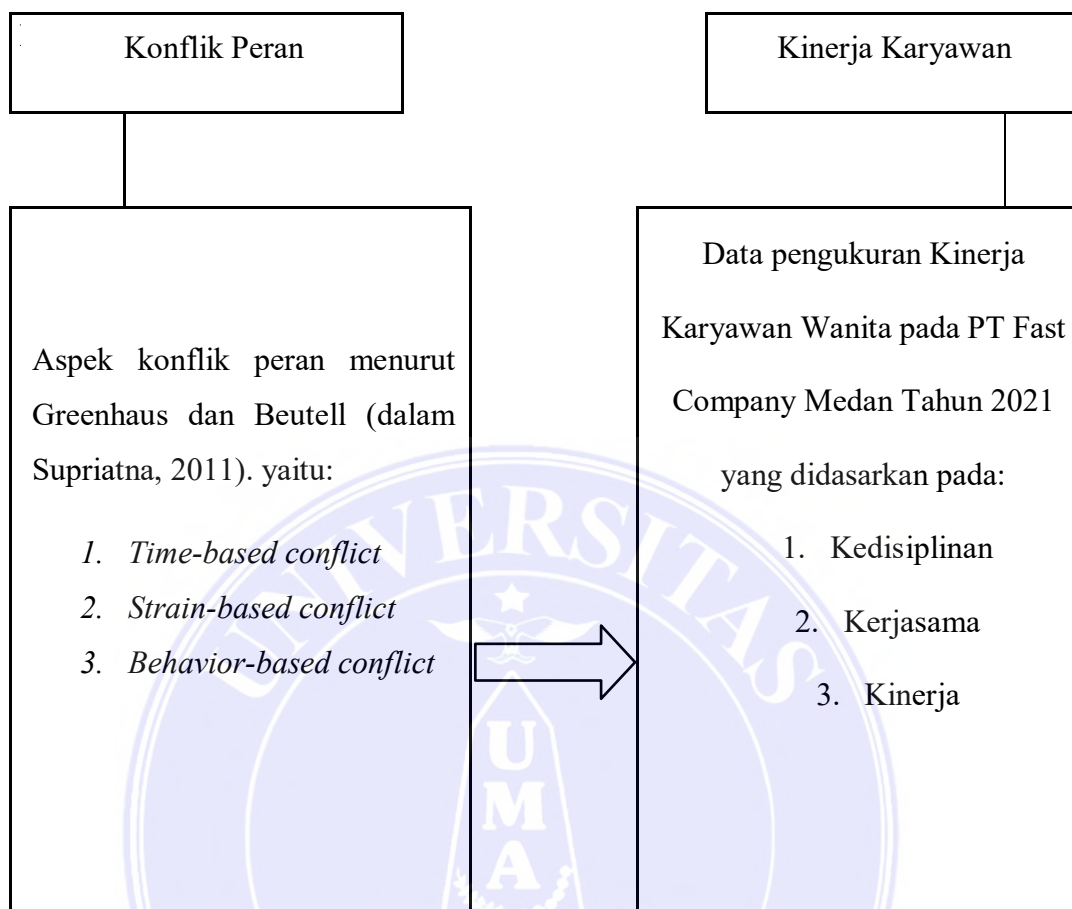 Konflik Peran
Kinerja Karyawan
Aspek konflik peran menurut
Greenhaus dan Beutell (dalam
Supriatna, 2011). yaitu:
1. Time-based conflict
2. Strain-based conflict
3. Behavior-based conflict
Data pengukuran Kinerja
Karyawan Wanita pada PT Fast
Company Medan Tahun 2021
yang didasarkan pada:
1. Kedisiplinan
2. Kerjasama
3. Kinerja
UNIVERSITAS
U
M
A